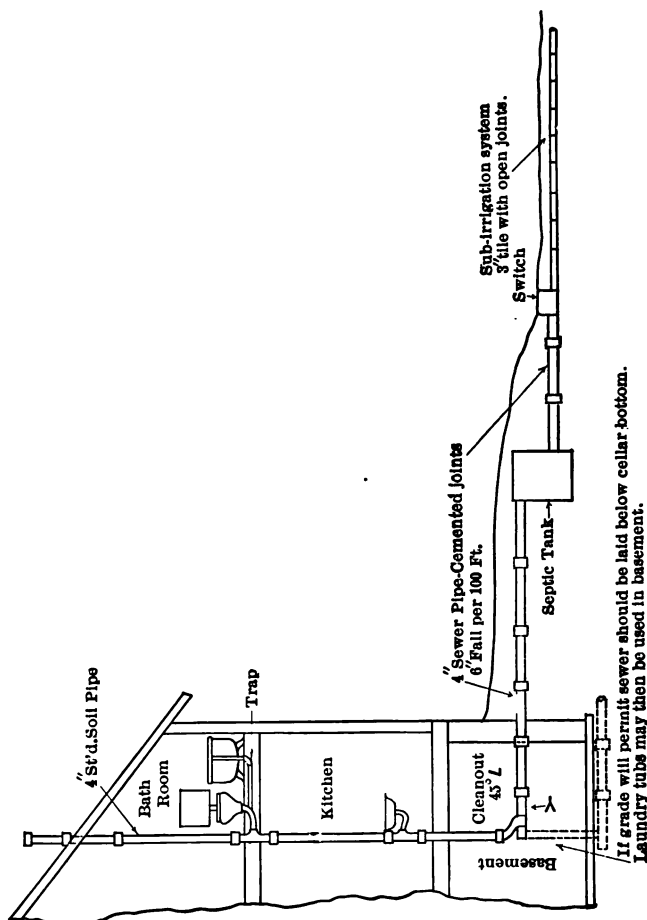 4" St'd. Soil Pipe
Bath
Room
Trap
Kitchen
Cleanout
45° L
Basement
Y
4" Sewer Pipe-Cemented joints
6" Fall per 100 Ft.
Septic Tank
Sub-irrigation system
3" tile with open joints.
Switch
If grade will permit sewer should be laid below cellar bottom.
Laundry tubs may then be used in basement.